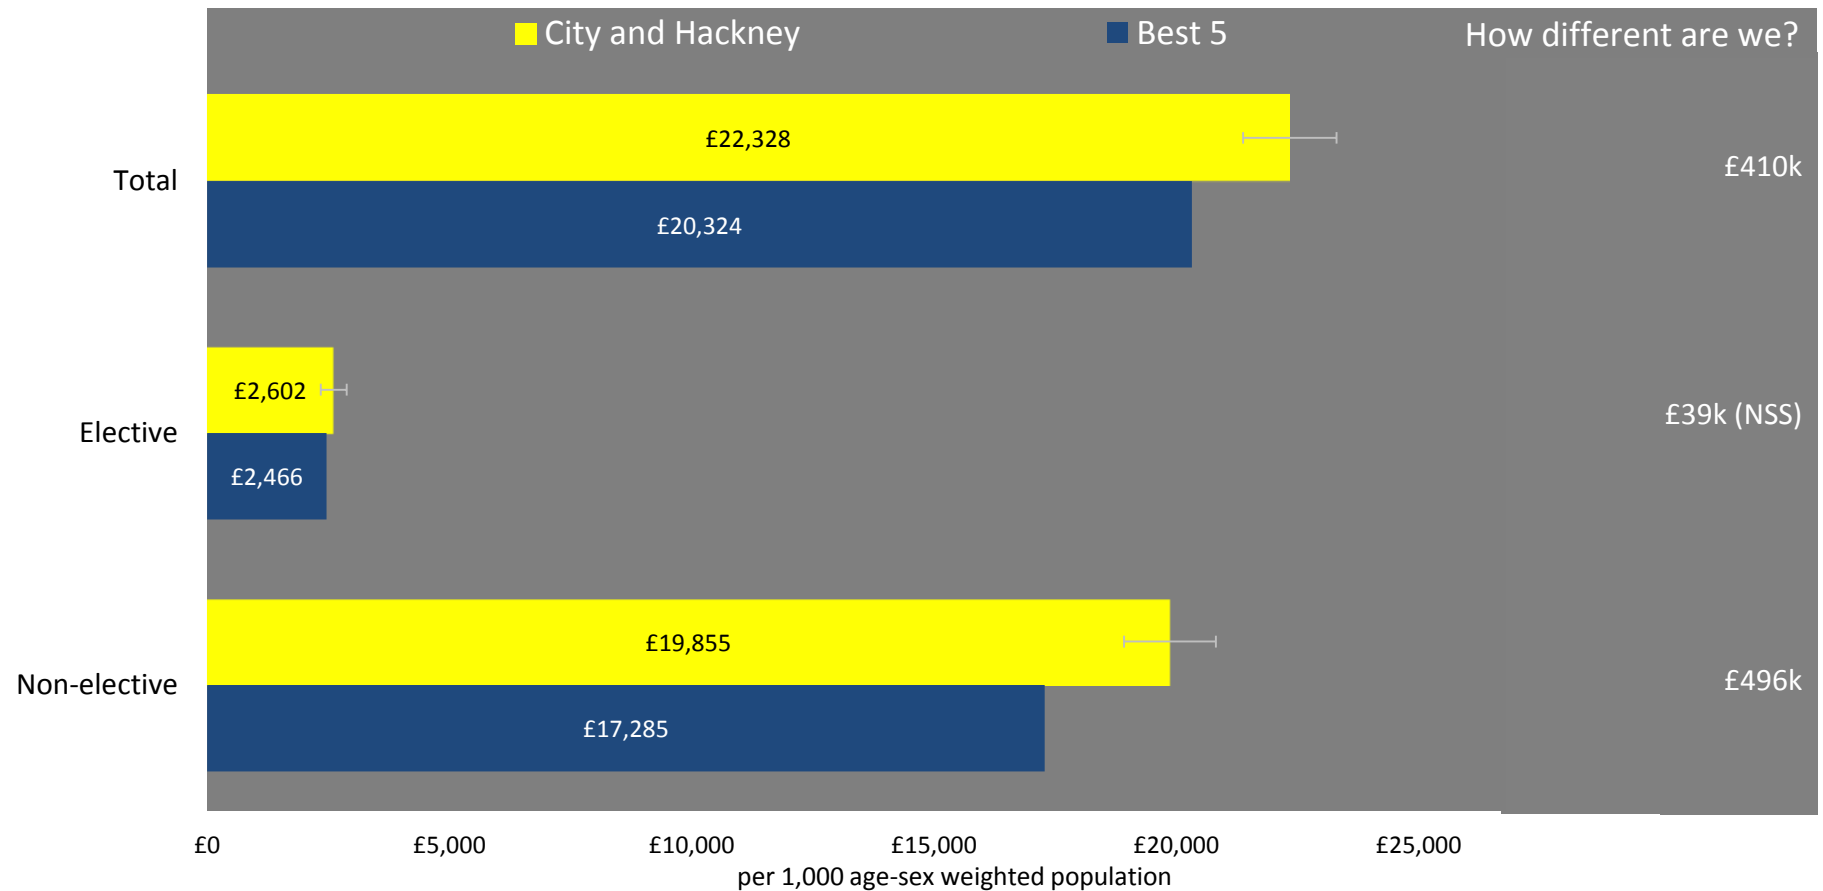 City and Hackney
Best 5
How different are we?
Total
£22,328
£20,324
£410k
Elective
£2,602
£2,466
£39k (NSS)
Non-elective
£19,855
£17,285
£496k
£0 £5,000 £10,000 £15,000 £20,000 £25,000
per 1,000 age-sex weighted population